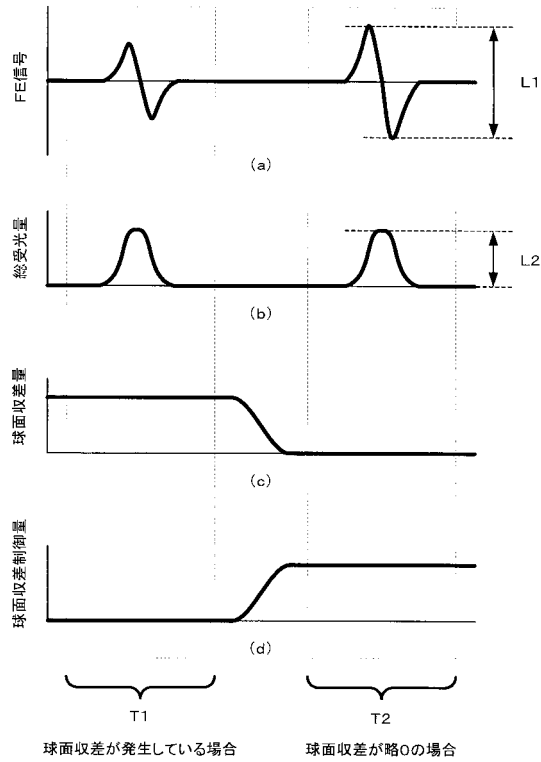 FE信号
L1
(a)
総受光量
L2
(b)
球面収差量
(c)
球面収差制御量
(d)
T1
T2
球面収差が発生している場合
球面収差が略0の場合